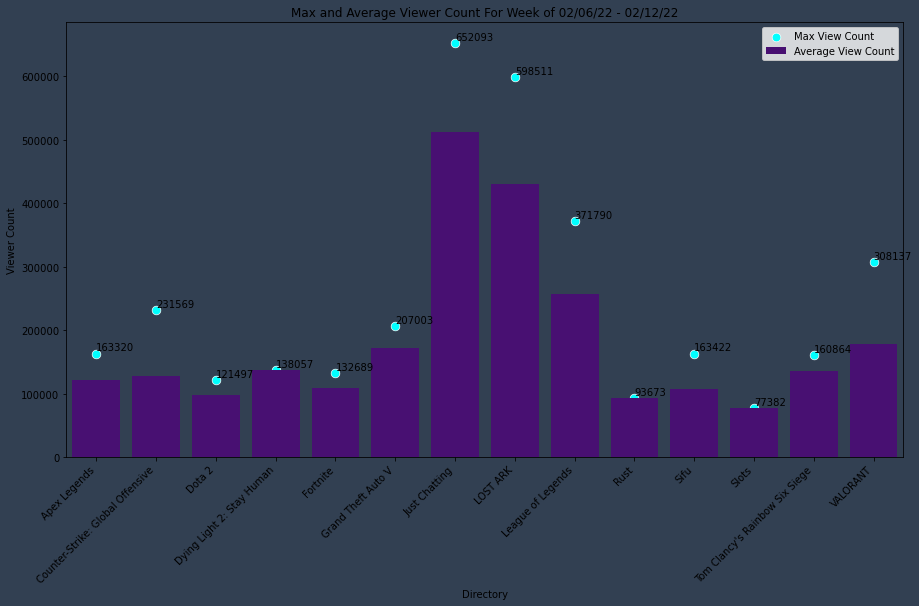 Max and Average Viewer Count For Week of 02/06/22 - 02/12/22
Max View Count
Average View Count
Viewer Count
600000
500000
400000
300000
200000
100000
0
163320
231569
121497
138057
132689
207003
652093
598511
371790
93673
163422
77382
160864
308137
Apex Legends
Counter-Strike: Global Offensive
Dota 2
Dying Light 2: Stay Human
Fortnite
Grand Theft Auto V
Just Chatting
LOST ARK
League of Legends
Rust
Sifu
Slots
Tom Clancy's Rainbow Six Siege
VALORANT
Directory